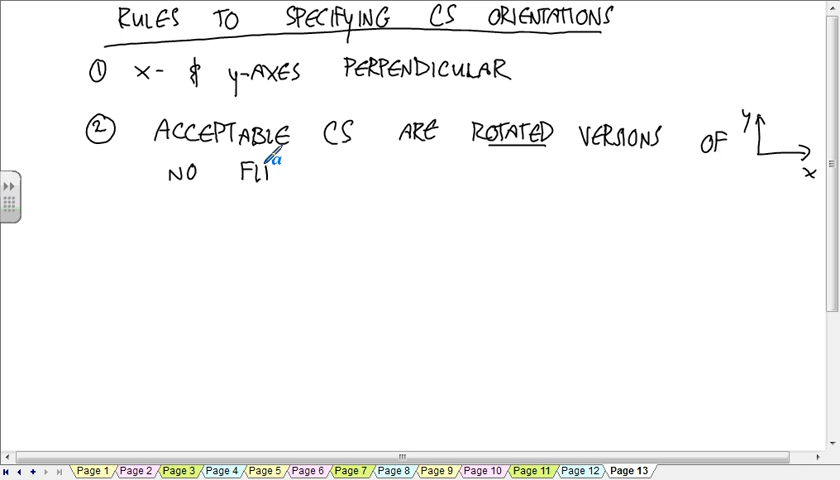 RULES TO SPECIFYING CS ORIENTATIONS
① x- & y-AXES PERPENDICULAR
② ACCEPTABLE CS ARE ROTATED VERSIONS OF
y
x
NO FLI
Page 1 Page 2 Page 3 Page 4 Page 5 Page 6 Page 7 Page 8 Page 9 Page 10 Page 11 Page 12 Page 13